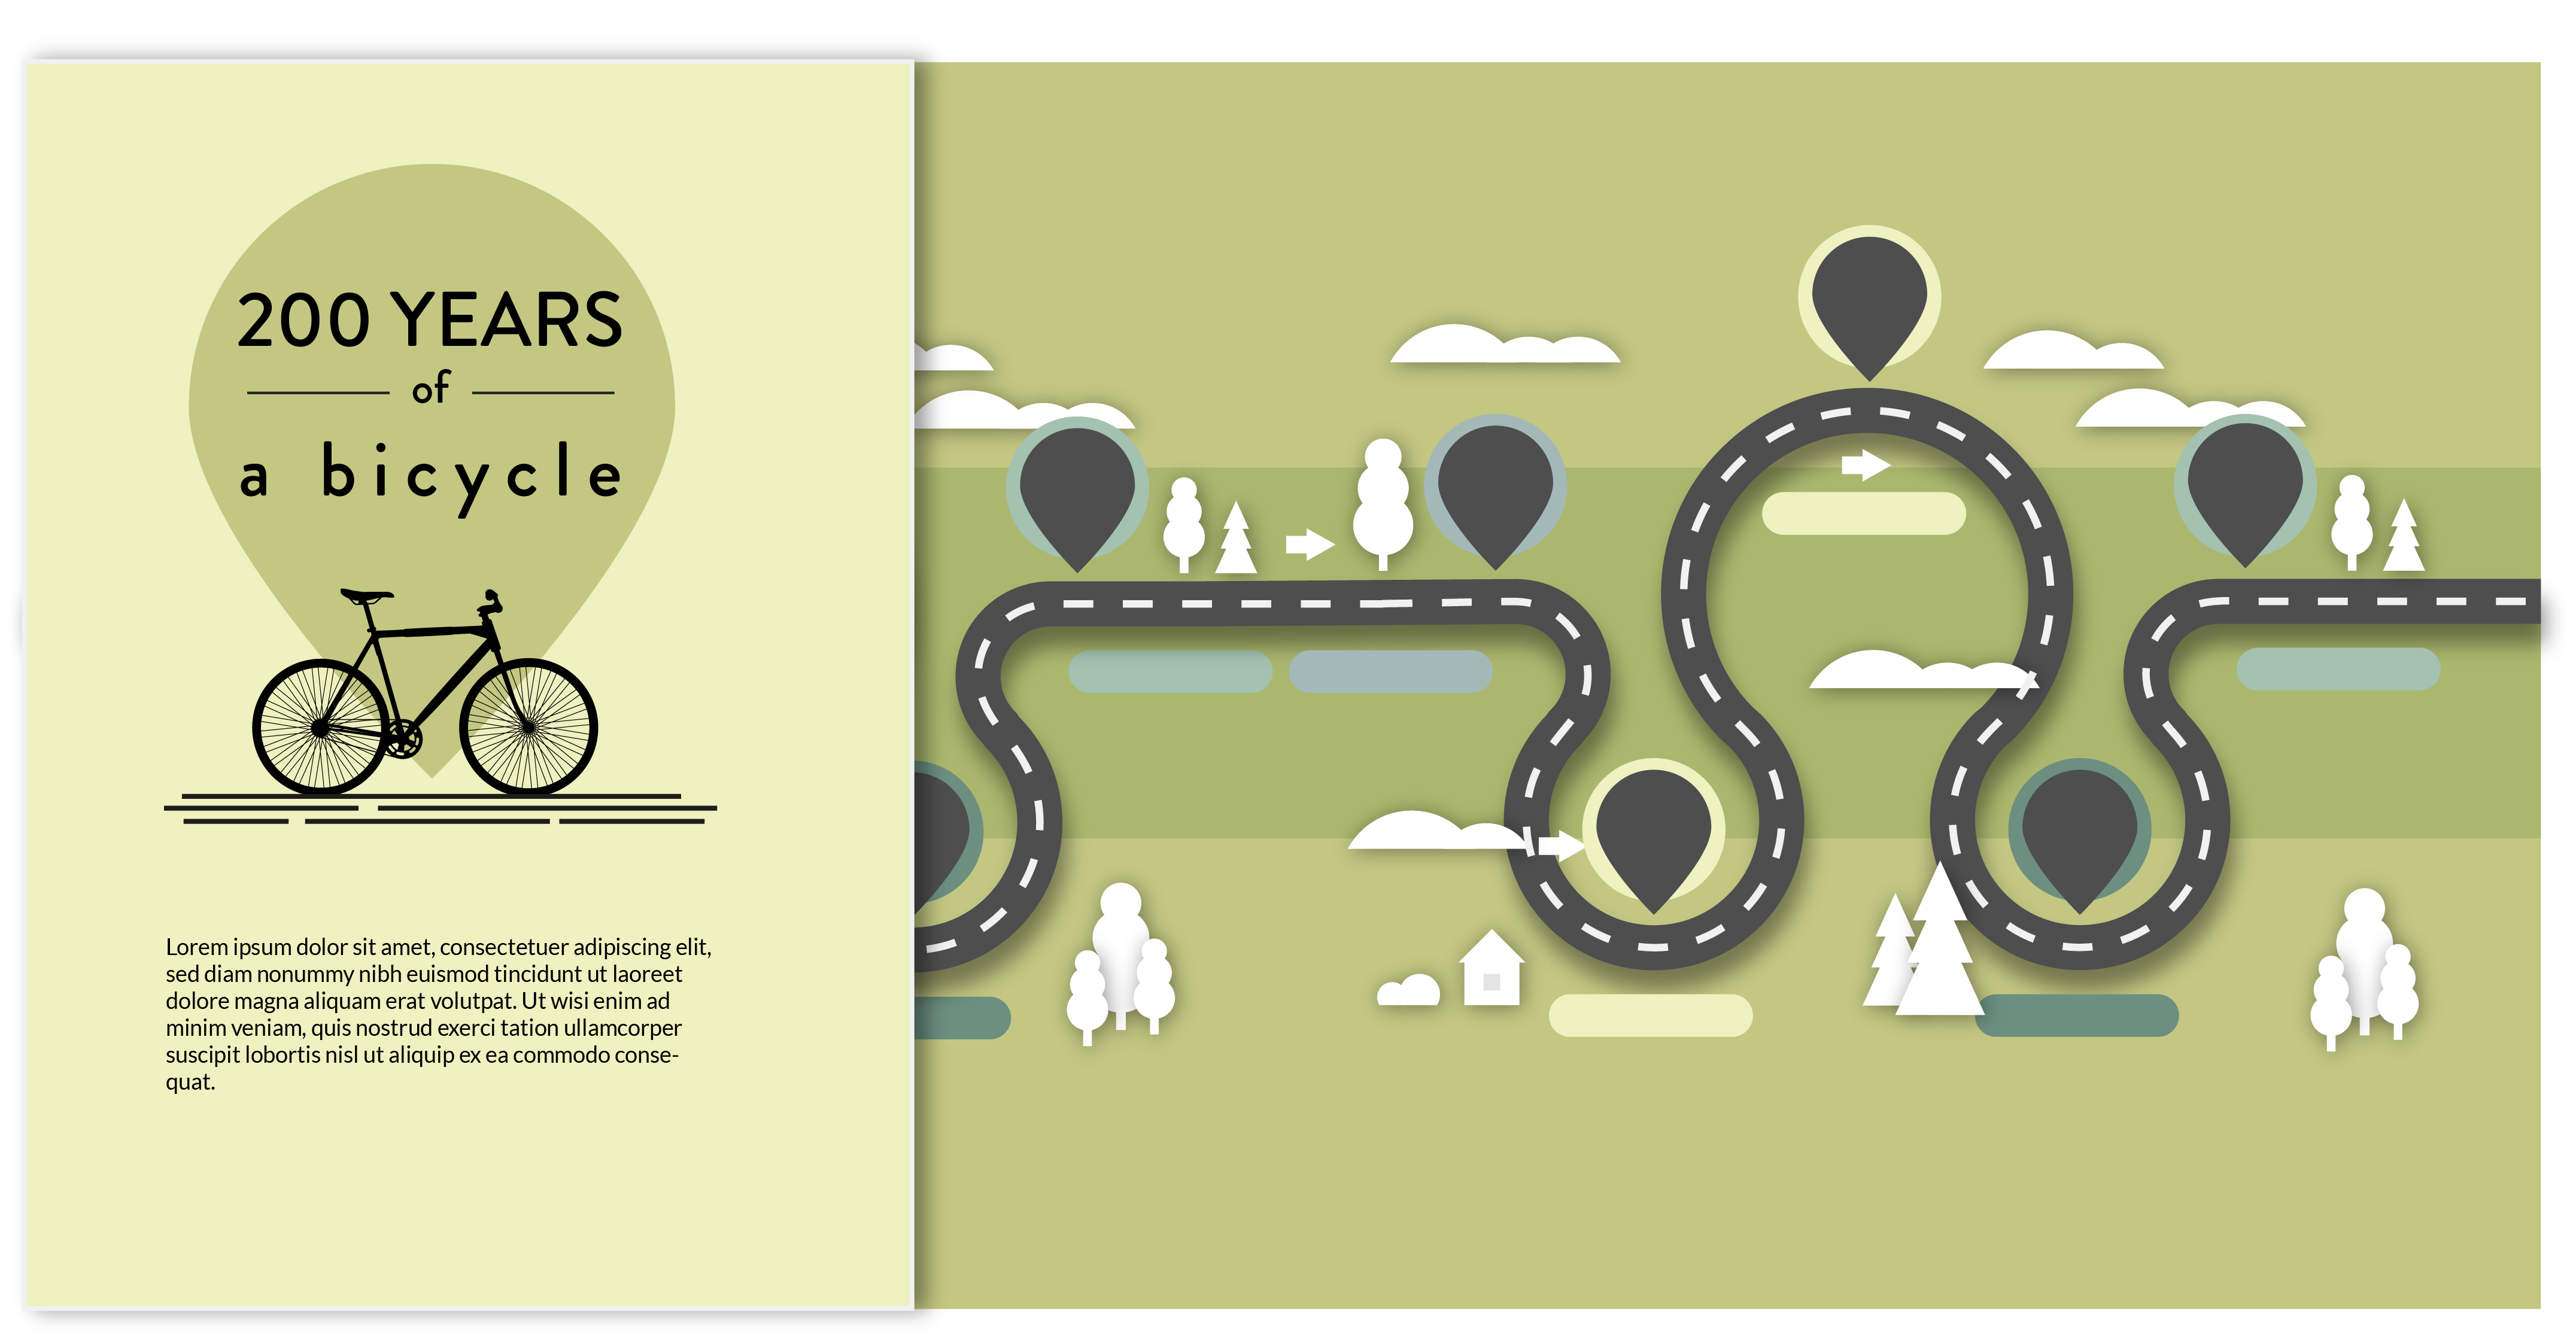 200 YEARS
of
a bicycle
Lorem ipsum dolor sit amet, consectetuer adipiscing elit,
sed diam nonummy nibh euismod tincidunt ut laoreet
dolore magna aliquam erat volutpat. Ut wisi enim ad
minim veniam, quis nostrud exerci tation ullamcorper
suscipit lobortis nisl ut aliquip ex ea commodo conse-
quat.